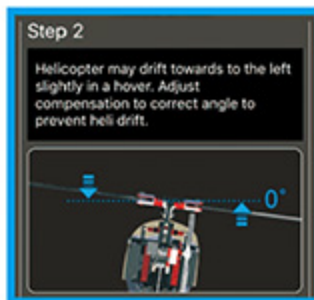 Step 2
Helicopter may drift towards to the left
slightly in a hover. Adjust
compensation to correct angle to
prevent heli drift.
0°